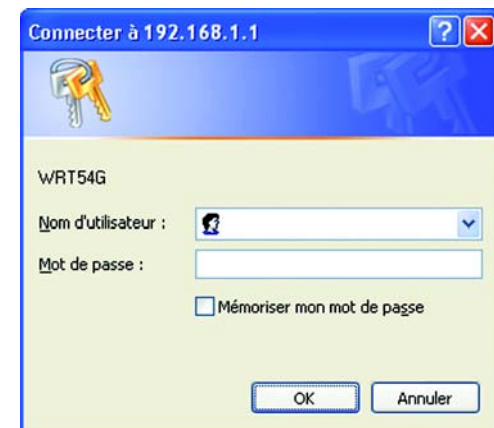 Connecter à 192.168.1.1
WRT54G
Nom d'utilisateur :
Mot de passe :
Mémoriser mon mot de passe
OK
Annuler